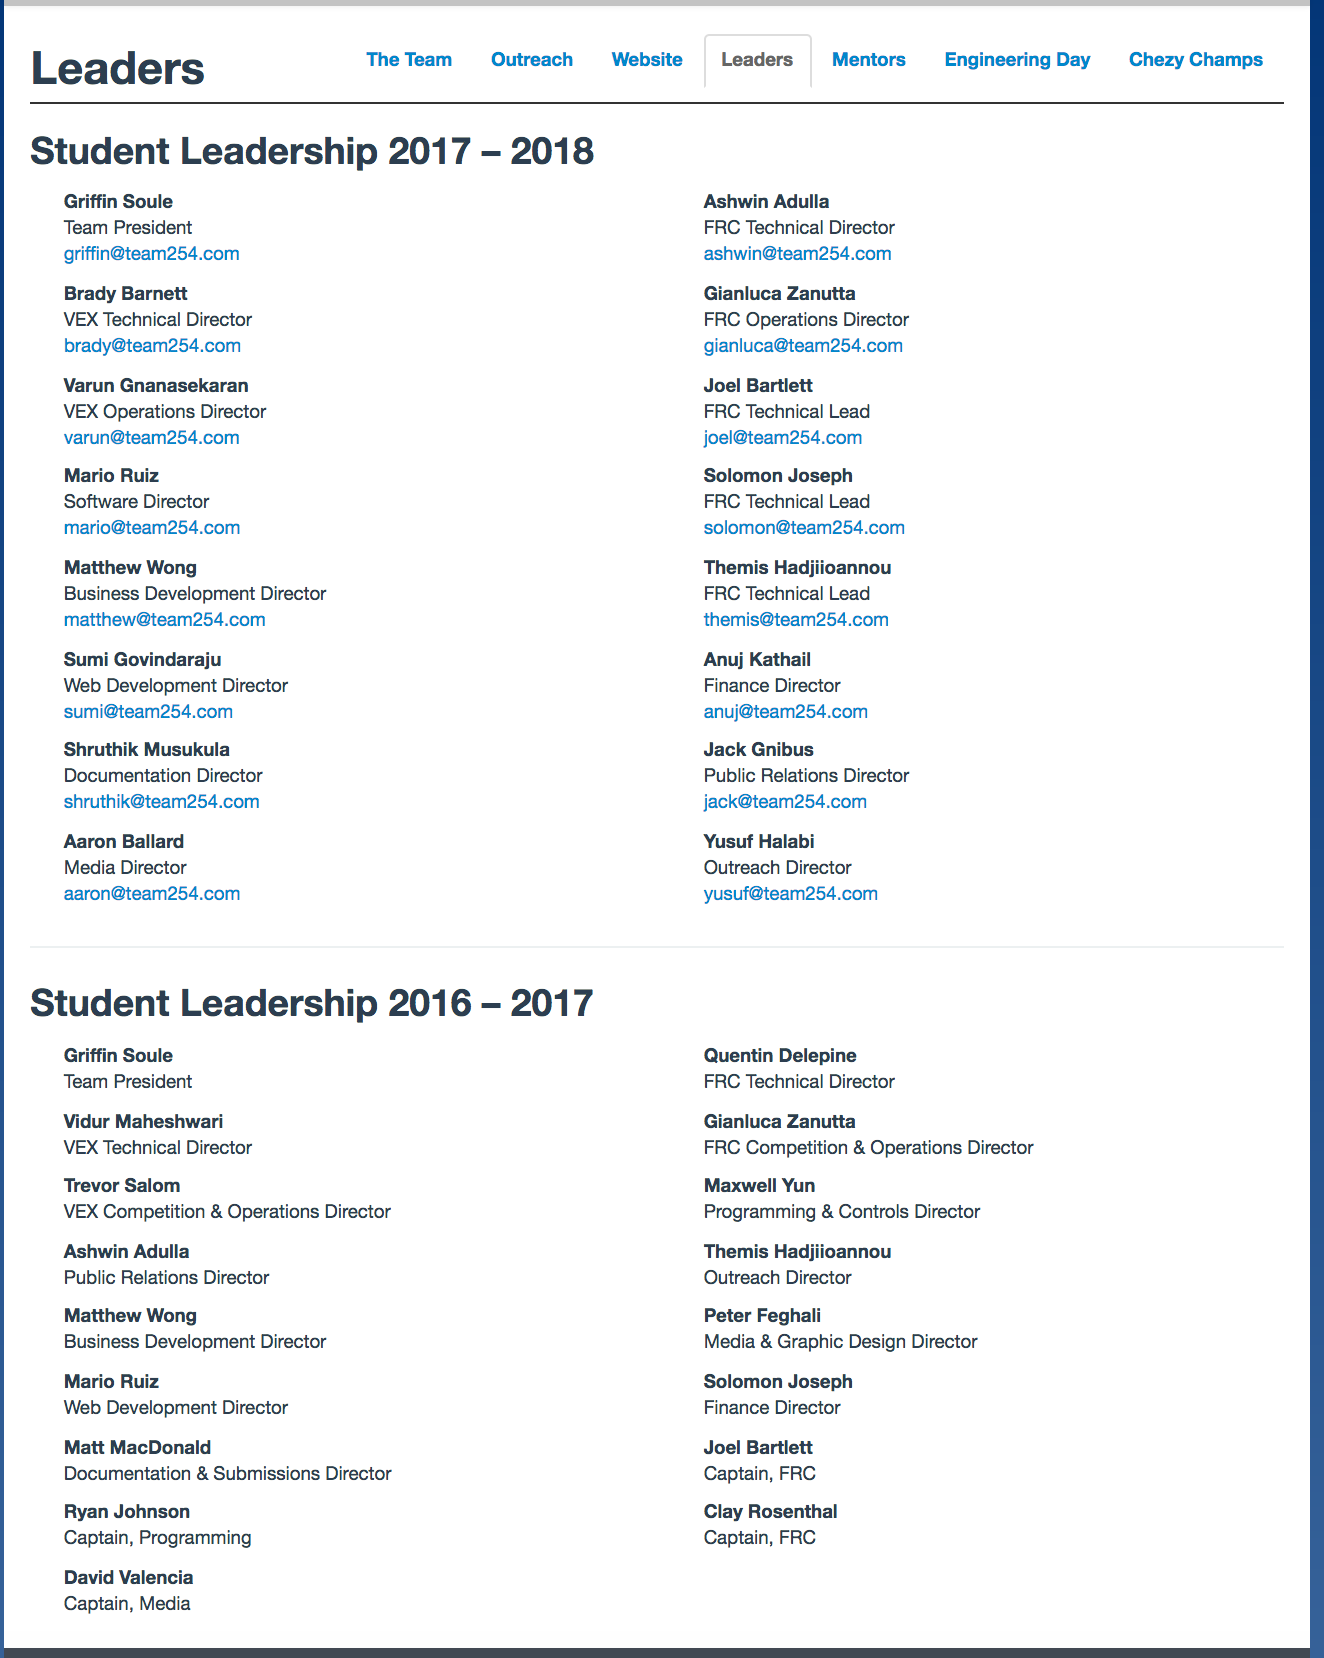 Leaders
The Team
Outreach
Website
Leaders
Mentors
Engineering Day
Chezy Champs
Student Leadership 2017 – 2018
Griffin Soule
Team President
griffin@team254.com
Brady Barnett
VEX Technical Director
brady@team254.com
Varun Gnanasekaran
VEX Operations Director
varun@team254.com
Mario Ruiz
Software Director
mario@team254.com
Matthew Wong
Business Development Director
matthew@team254.com
Sumi Govindaraju
Web Development Director
sumi@team254.com
Shruthik Musukula
Documentation Director
shruthik@team254.com
Aaron Ballard
Media Director
aaron@team254.com
Ashwin Adulla
FRC Technical Director
ashwin@team254.com
Gianluca Zanutta
FRC Operations Director
gianluca@team254.com
Joel Bartlett
FRC Technical Lead
joel@team254.com
Solomon Joseph
FRC Technical Lead
solomon@team254.com
Themis Hadjiioannou
FRC Technical Lead
themis@team254.com
Anuj Kathail
Finance Director
anuj@team254.com
Jack Gnibus
Public Relations Director
jack@team254.com
Yusuf Halabi
Outreach Director
yusuf@team254.com
Student Leadership 2016 – 2017
Griffin Soule
Team President
Vidur Maheshwari
VEX Technical Director
Trevor Salom
VEX Competition & Operations Director
Ashwin Adulla
Public Relations Director
Matthew Wong
Business Development Director
Mario Ruiz
Web Development Director
Matt MacDonald
Documentation & Submissions Director
Ryan Johnson
Captain, Programming
David Valencia
Captain, Media
Quentin Delepine
FRC Technical Director
Gianluca Zanutta
FRC Competition & Operations Director
Maxwell Yun
Programming & Controls Director
Themis Hadjiioannou
Outreach Director
Peter Feghali
Media & Graphic Design Director
Solomon Joseph
Finance Director
Joel Bartlett
Captain, FRC
Clay Rosenthal
Captain, FRC